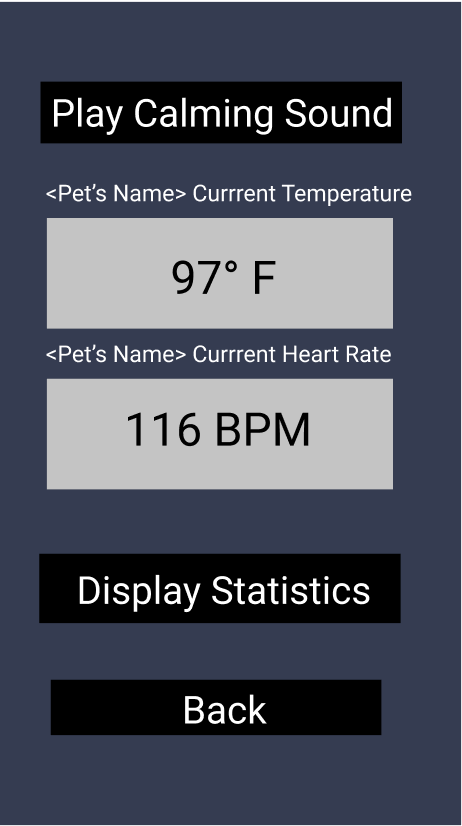 Play Calming Sound
<Pet’s Name> Currrent Temperature
97° F
<Pet’s Name> Currrent Heart Rate
116 BPM
Display Statistics
Back